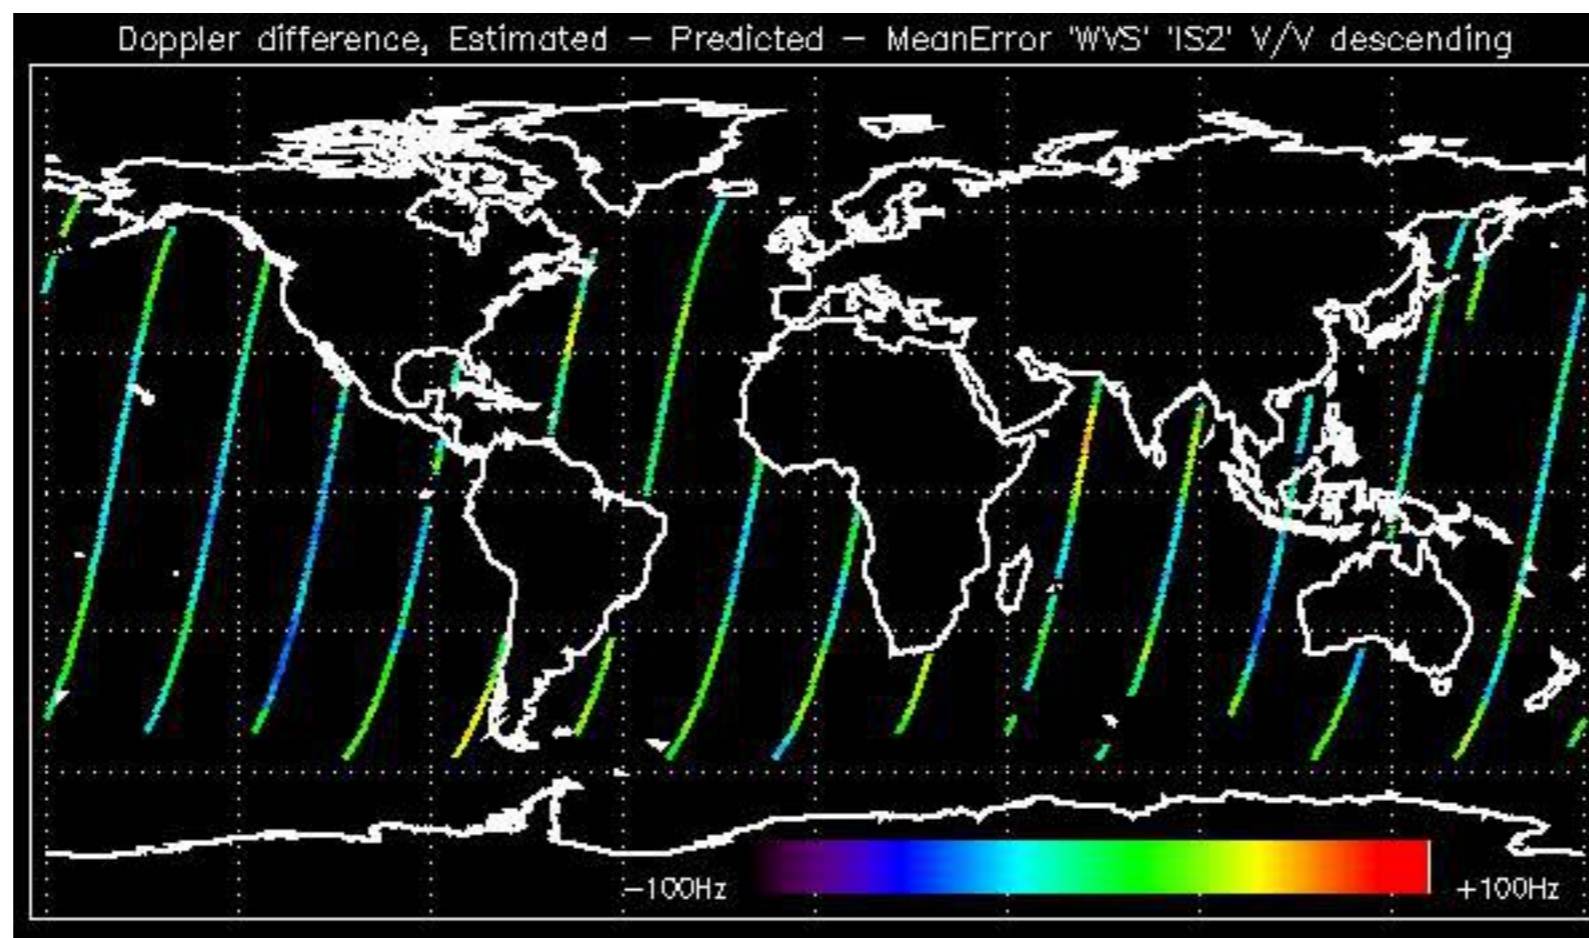 Doppler difference, Estimated - Predicted - MeanError 'WVS' 'IS2' V/V descending
-100Hz
+100Hz